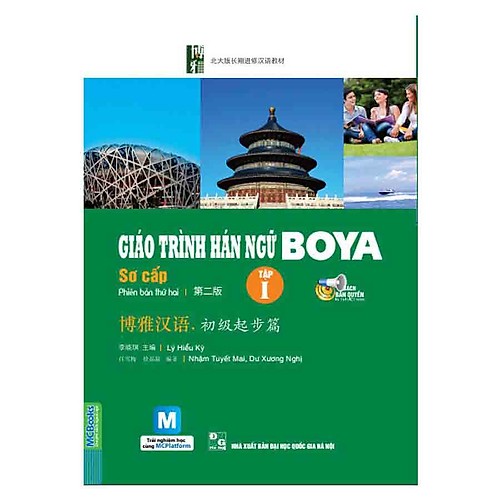 博雅
北大版长期进修汉语教材
GIÁO TRÌNH HÁN NGỮ BOYA
Sơ cấp
TẬP I
Phiên bản thứ hai | 第二版
SÁCH BẢN QUYỀN
博雅汉语.初级起步篇
李晓琪 主编 | Lý Hiểu Kỳ
任雪梅 徐晶凝 编著 | Nhậm Tuyết Mai, Dư Xương Nghị
MCBooks
M
Trải nghiệm học cùng MCPlatform
NHÀ XUẤT BẢN ĐẠI HỌC QUỐC GIA HÀ NỘI